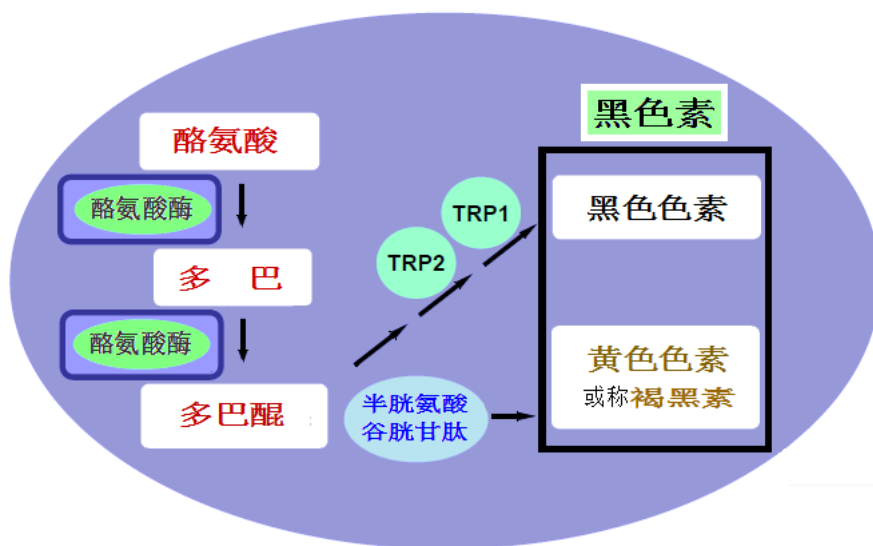 黑色素
酪氨酸
酪氨酸酶
多 巴
酪氨酸酶
多巴醌
TRP2
TRP1
半胱氨酸
谷胱甘肽
黑色色素
黄色色素
或称褐黑素